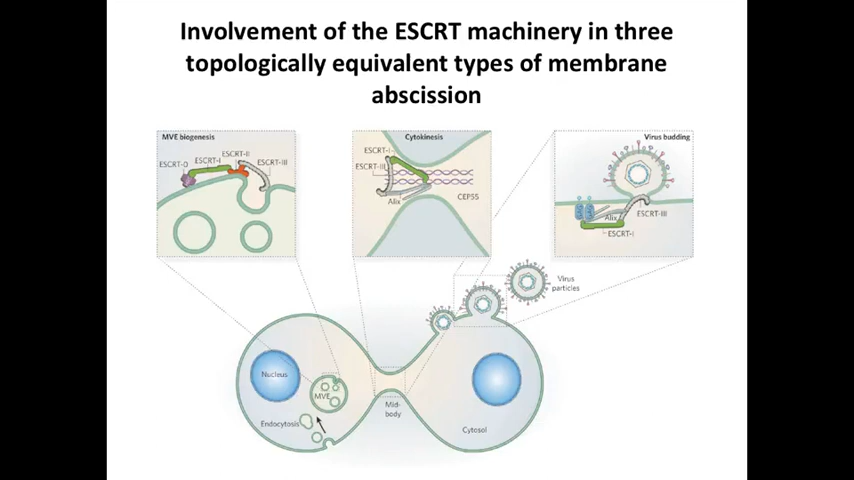 Involvement of the ESCRT machinery in three
topologically equivalent types of membrane
abscission
MVE biogenesis
ESCRT-0
ESCRT-I
ESCRT-II
ESCRT-III
Cytokinesis
ESCRT-I
ESCRT-III
Alix
CEP55
Virus budding
Alix
ESCRT-III
ESCRT-I
Virus
particles
Nucleus
MVE
Endocytosis
Mid-
body
Cytosol